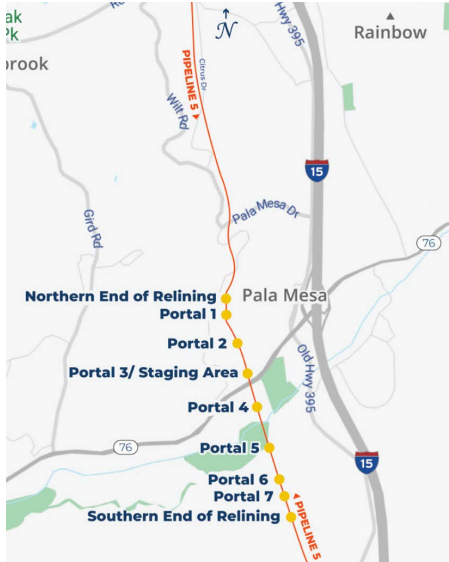 ak
Pk
N
Hwy 395
Rainbow
brook
PIPELINE 5
Citrus Dr
Wilt Rd
15
Pala Mesa Dr
Gird Rd
76
Northern End of Relining
Pala Mesa
Portal 1
Portal 2
Portal 3/ Staging Area
Old Hwy 395
Portal 4
76
Portal 5
15
Portal 6
Portal 7
Southern End of Relining
PIPELINE 5